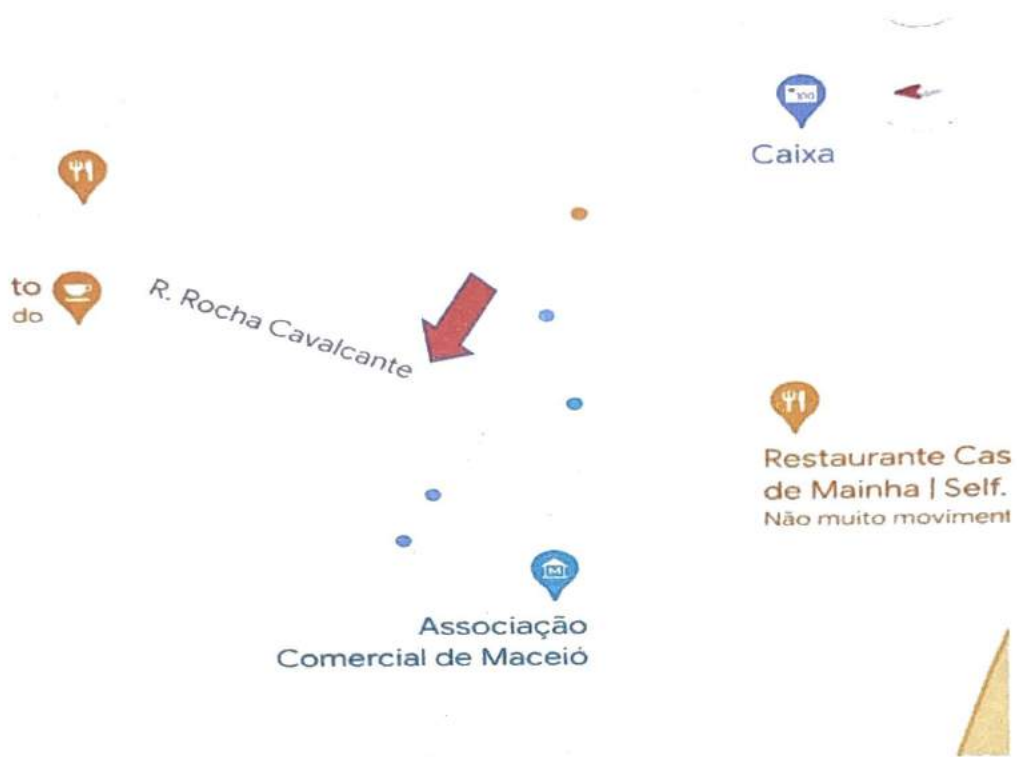 Caixa
to
do
R. Rocha Cavalcante
Restaurante Cas
de Mainha | Self.
Não muito moviment
M
Associação
Comercial de Maceió